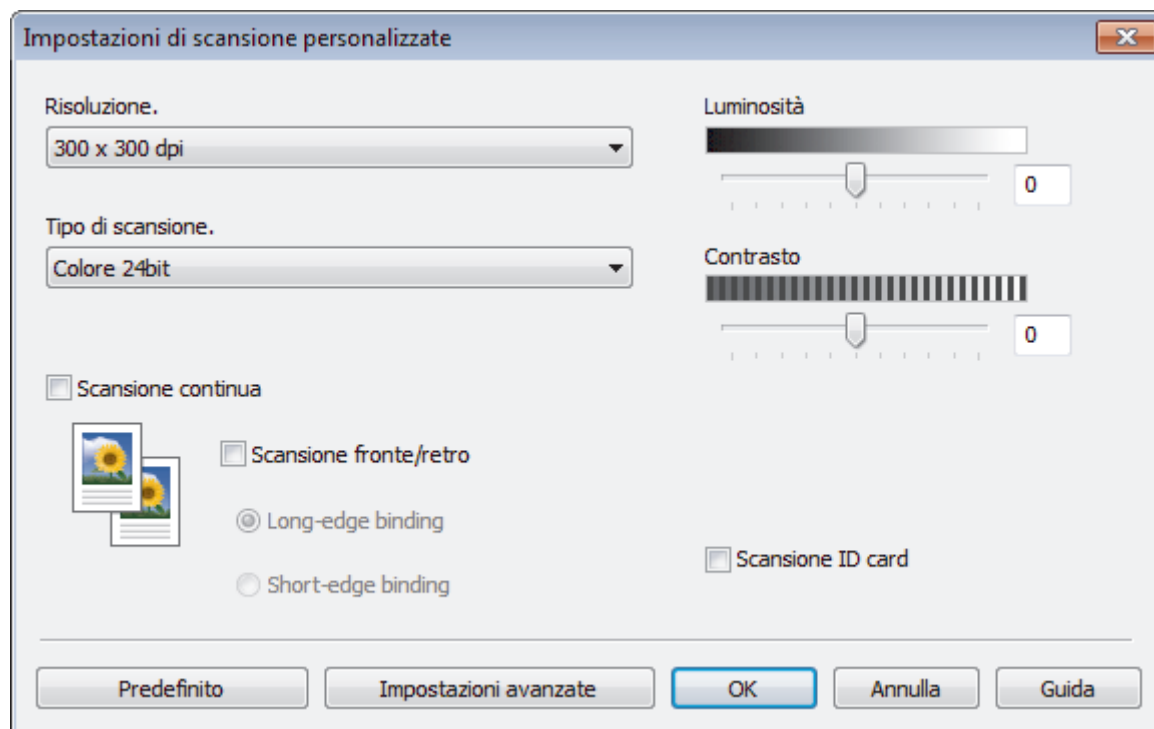 Impostazioni di scansione personalizzate
Risoluzione.
300 x 300 dpi
Tipo di scansione.
Colore 24bit
Luminosità
0
Contrasto
0
Scansione continua
Scansione fronte/retro
Long-edge binding
Short-edge binding
Scansione ID card
Predefinito
Impostazioni avanzate
OK
Annulla
Guida